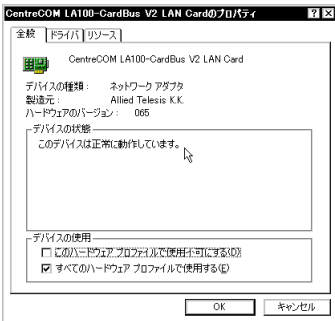 CentreCOM LA100-CardBus V2 LAN Cardのプロパティ
全般 ドライバ リソース
CentreCOM LA100-CardBus V2 LAN Card
デバイスの種類： ネットワーク アダプタ
製造元： Allied Telesis K.K.
ハードウェアのバージョン： 065
デバイスの状態
このデバイスは正常に動作しています。
デバイスの使用
このハードウェア プロファイルで使用不可にする(D)
すべてのハードウェア プロファイルで使用する(E)
OK キャンセル